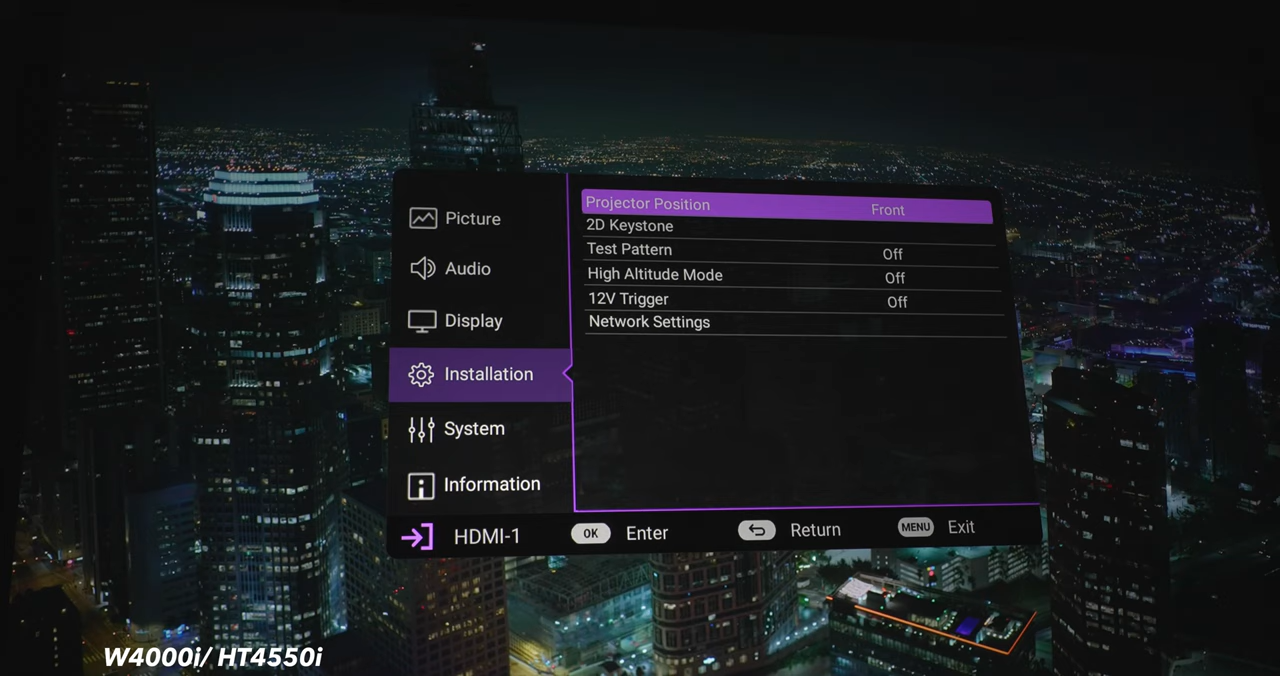 Picture
Audio
Display
Installation
System
Information
Projector Position Front
2D Keystone
Test Pattern Off
High Altitude Mode Off
12V Trigger Off
Network Settings
HDMI-1 OK Enter Return MENU Exit
W4000i/ HT4550i